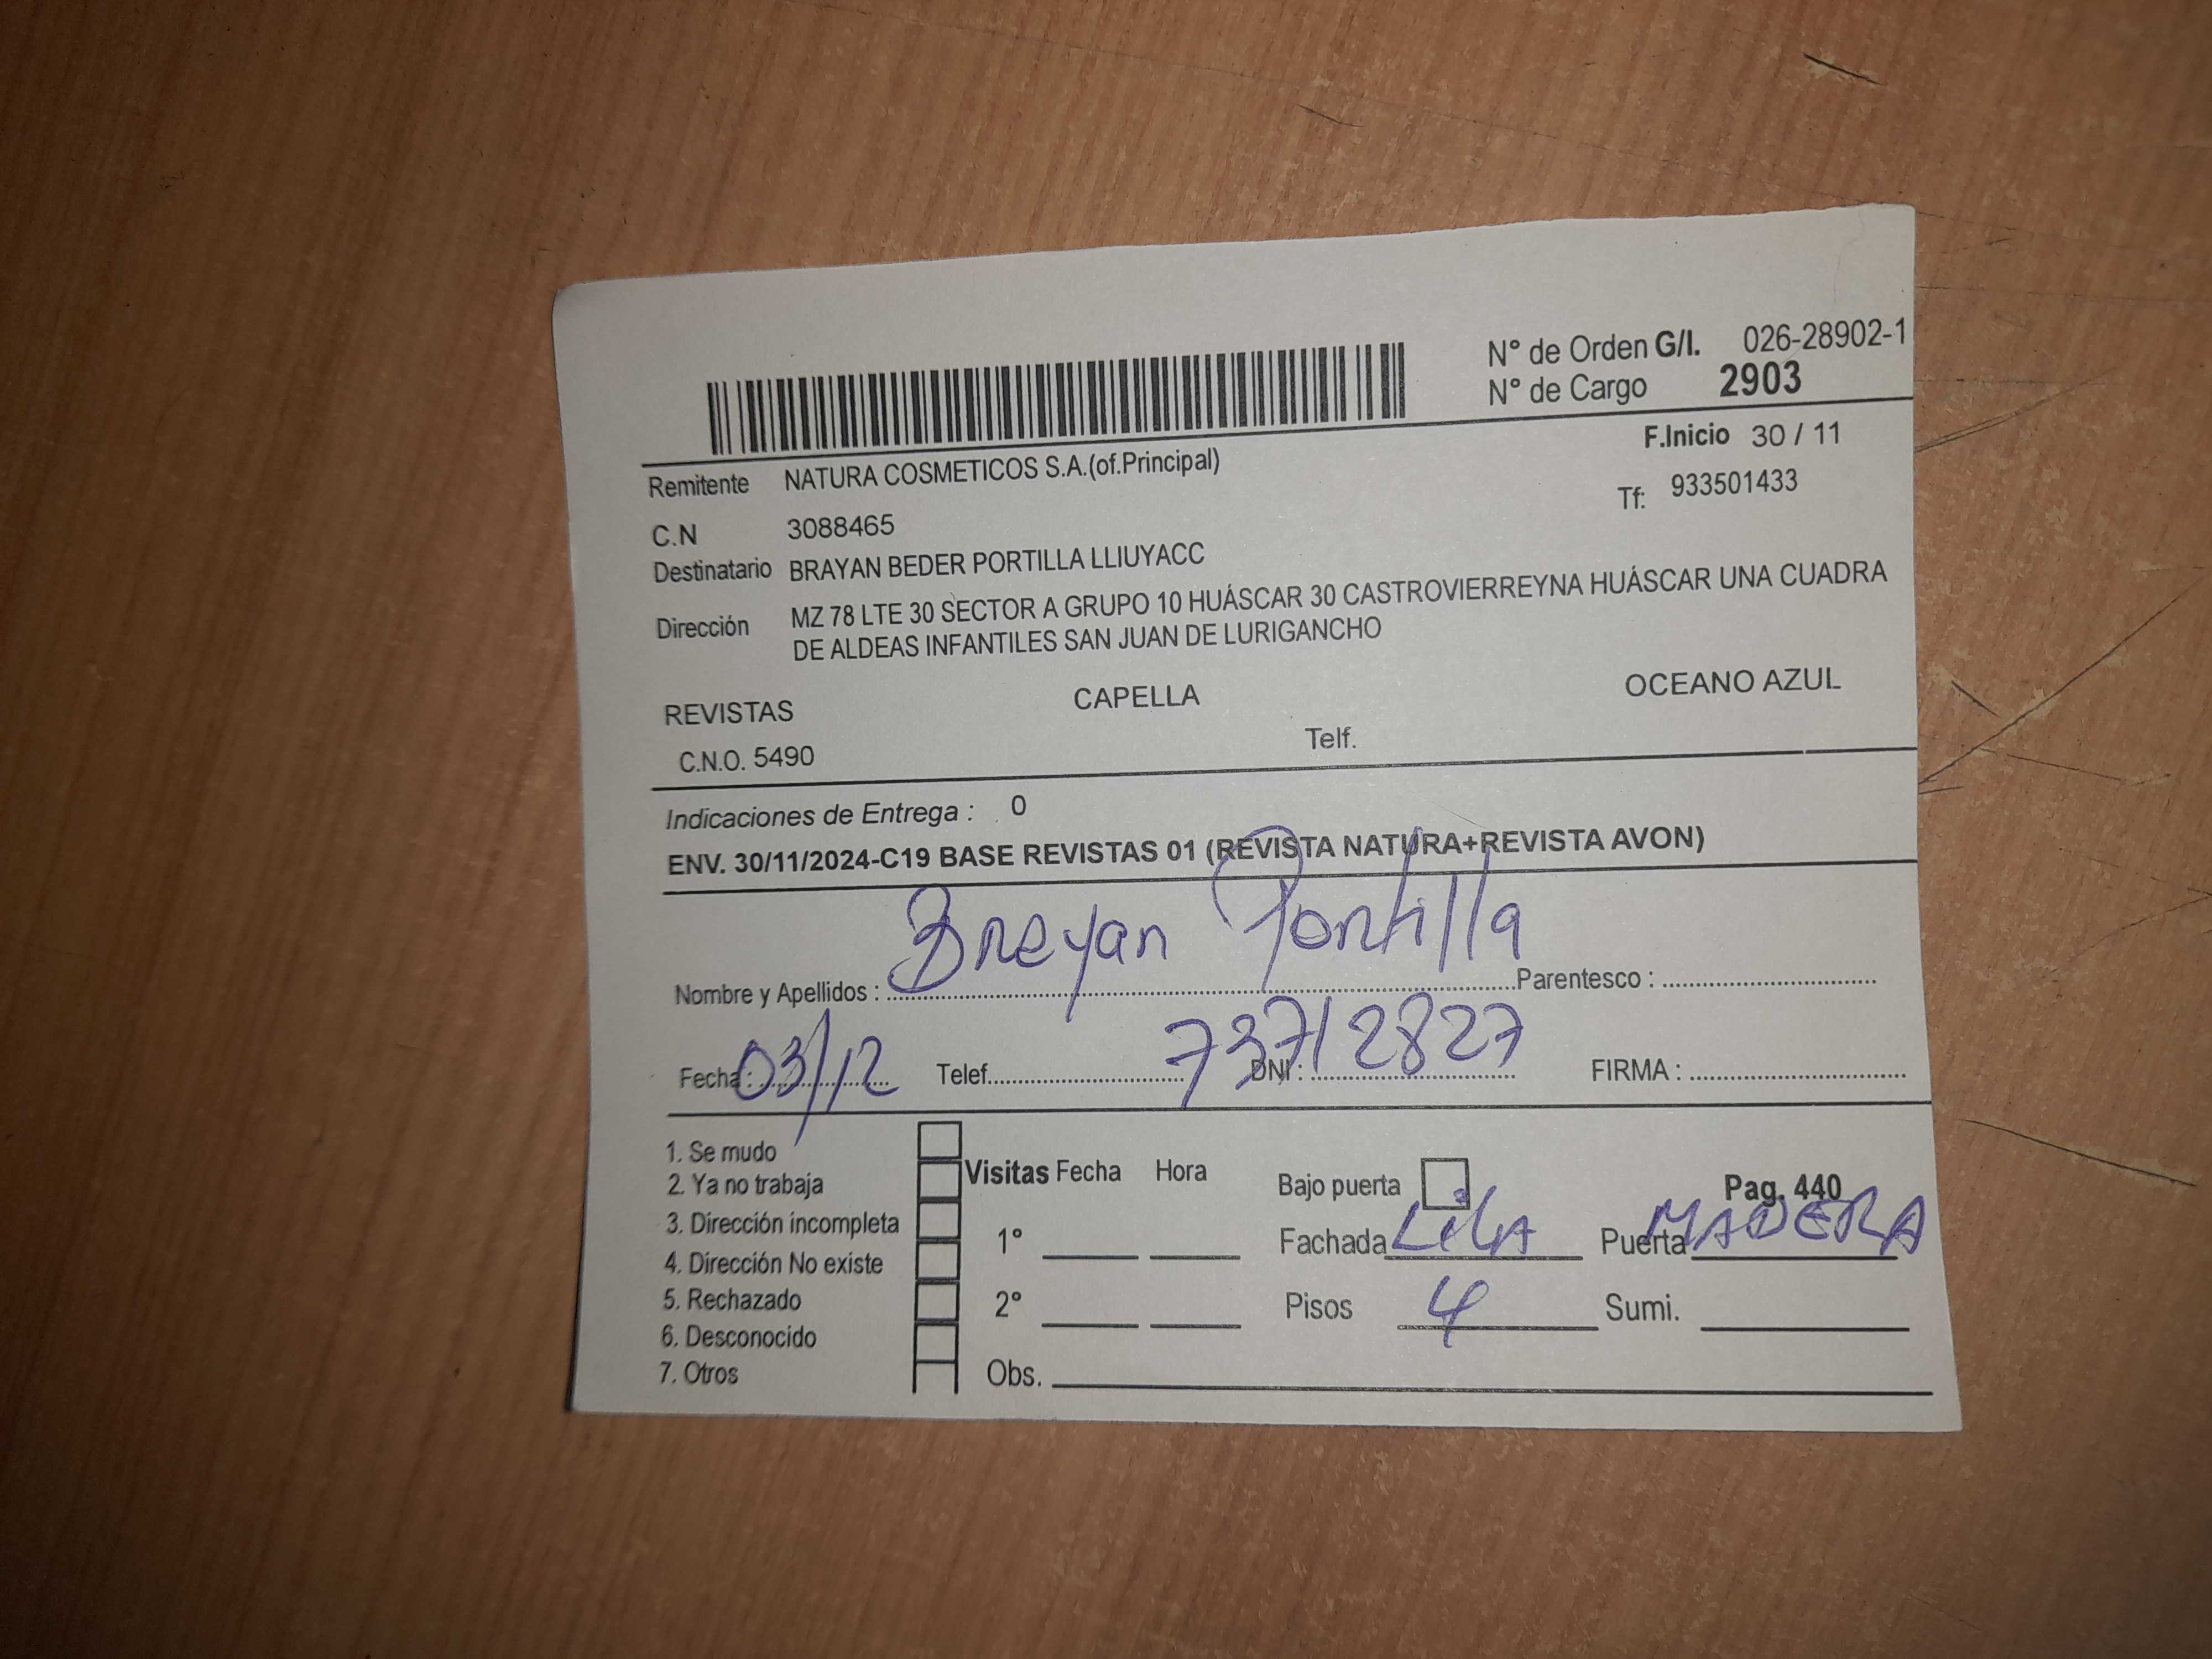 N° de Orden G/I. 026-28902-1
N° de Cargo 2903
F.Inicio 30 / 11
Remitente NATURA COSMETICOS S.A.(of.Principal)
Tf: 933501433
C.N 3088465
Destinatario BRAYAN BEDER PORTILLA LLIUYACC
Dirección MZ 78 LTE 30 SECTOR A GRUPO 10 HUÁSCAR 30 CASTROVIERREYNA HUÁSCAR UNA CUADRA
DE ALDEAS INFANTILES SAN JUAN DE LURIGANCHO
REVISTAS CAPELLA OCEANO AZUL
C.N.O. 5490 Telf.
Indicaciones de Entrega : 0
ENV. 30/11/2024-C19 BASE REVISTAS 01 (REVISTA NATURA+REVISTA AVON)
Nombre y Apellidos : Breyan Portilla Parentesco :
Fecha : 03/12 Telef. DNI : 73712827 FIRMA :
1. Se mudo
2. Ya no trabaja
3. Dirección incompleta
4. Dirección No existe
5. Rechazado
6. Desconocido
7. Otros
Visitas Fecha Hora
1°
2°
Obs.
Bajo puerta Pag. 440
Fachada LilA Puerta MADERA
Pisos 4 Sumi.